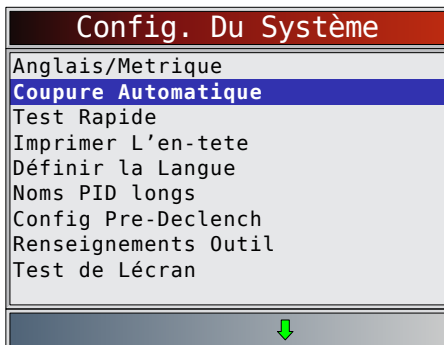 Config. Du Système
Anglais/Metrique
Coupure Automatique
Test Rapide
Imprimer L'en-tete
Définir la Langue
Noms PID longs
Config Pre-Declench
Renseignements Outil
Test de Lécran